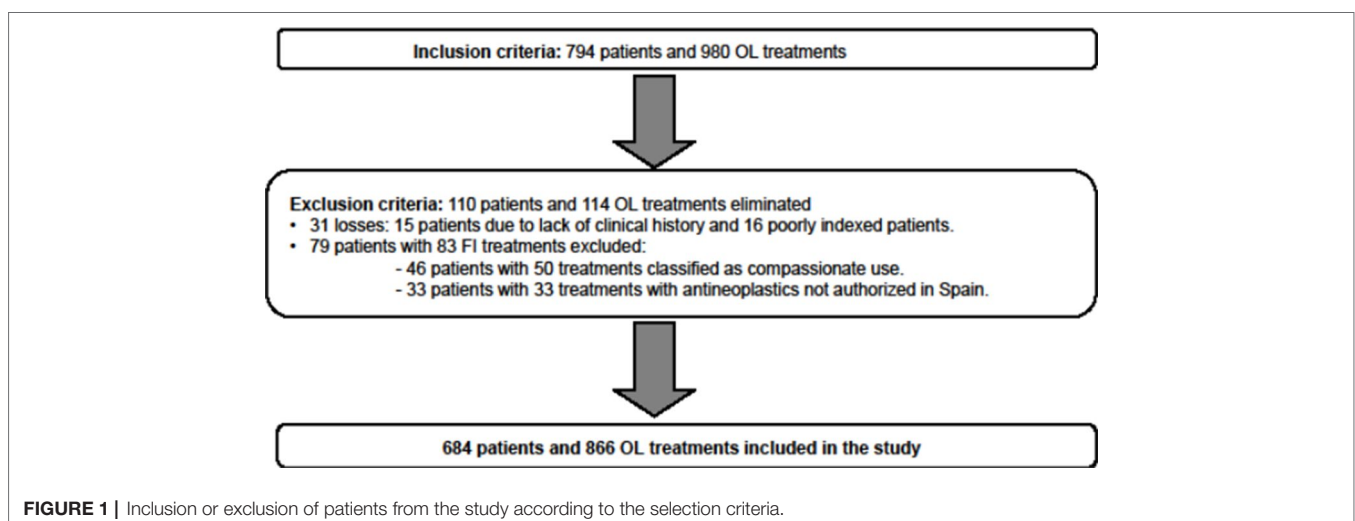 Inclusion criteria: 794 patients and 980 OL treatments
Exclusion criteria: 110 patients and 114 OL treatments eliminated
• 31 losses: 15 patients due to lack of clinical history and 16 poorly indexed patients.
• 79 patients with 83 FI treatments excluded:
- 46 patients with 50 treatments classified as compassionate use.
- 33 patients with 33 treatments with antineoplastics not authorized in Spain.
684 patients and 866 OL treatments included in the study
FIGURE 1 | Inclusion or exclusion of patients from the study according to the selection criteria.